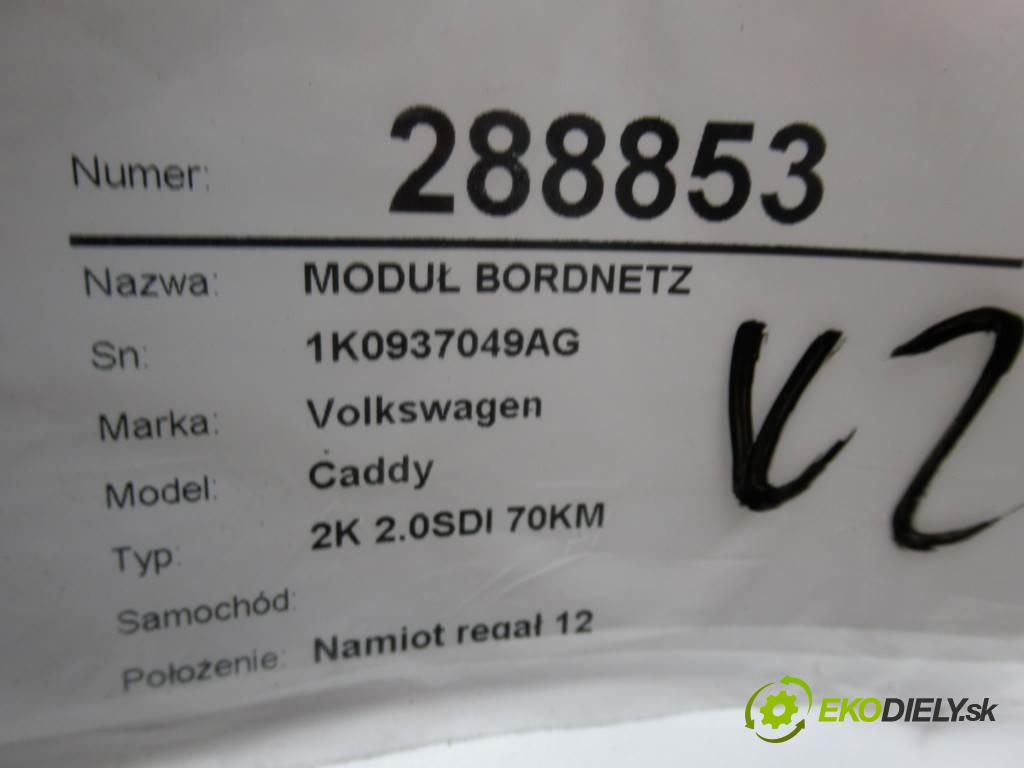 Numer: 288853
Nazwa: MODUŁ BORDNETZ
Sn: 1K0937049AG
Marka: Volkswagen
Model: Caddy
Typ: 2K 2.0SDI 70KM
Samochód:
Położenie: Namiot regał 12
EKODIELY.sk